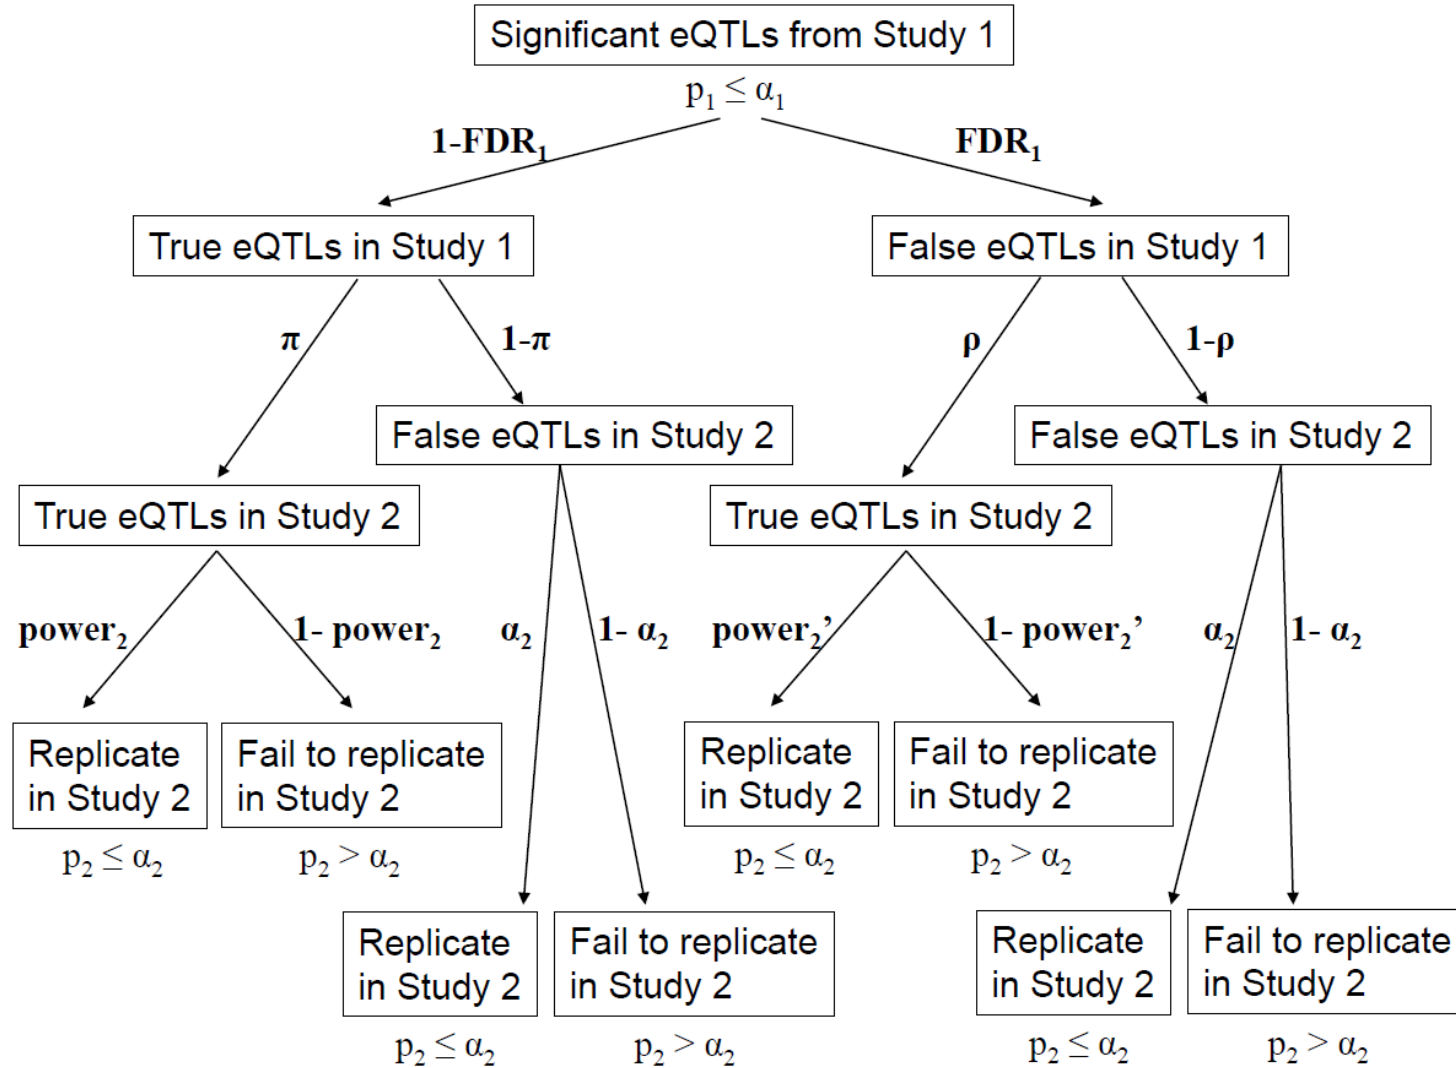 Significant eQTLs from Study 1
p₁ ≤ α₁
1-FDR₁
FDR₁
True eQTLs in Study 1
False eQTLs in Study 1
π
1-π
ρ
1-ρ
False eQTLs in Study 2
False eQTLs in Study 2
True eQTLs in Study 2
True eQTLs in Study 2
power₂
1- power₂
α₂
1- α₂
power₂’
1- power₂’
α₂
1- α₂
Replicate
in Study 2
Fail to replicate
in Study 2
Replicate
in Study 2
Fail to replicate
in Study 2
p₂ ≤ α₂
p₂ > α₂
p₂ ≤ α₂
p₂ > α₂
Replicate
in Study 2
Fail to replicate
in Study 2
Replicate
in Study 2
Fail to replicate
in Study 2
p₂ ≤ α₂
p₂ > α₂
p₂ ≤ α₂
p₂ > α₂